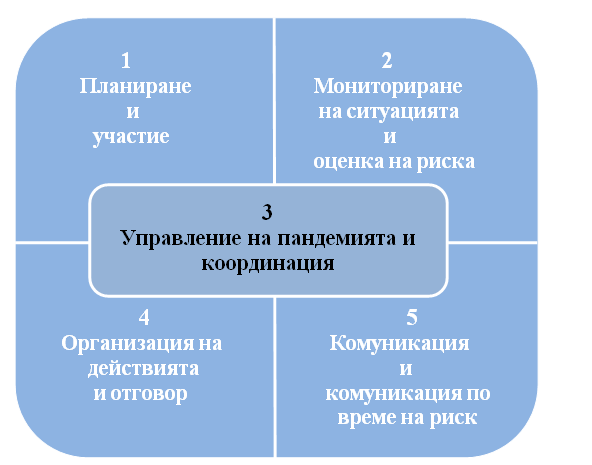 1
Планиране
и
участие
2
Мониториране
на ситуацията
и
оценка на риска
3
Управление на пандемията и
координация
4
Организация на
действията
и отговор
5
Комуникация
и
комуникация по
време на риск